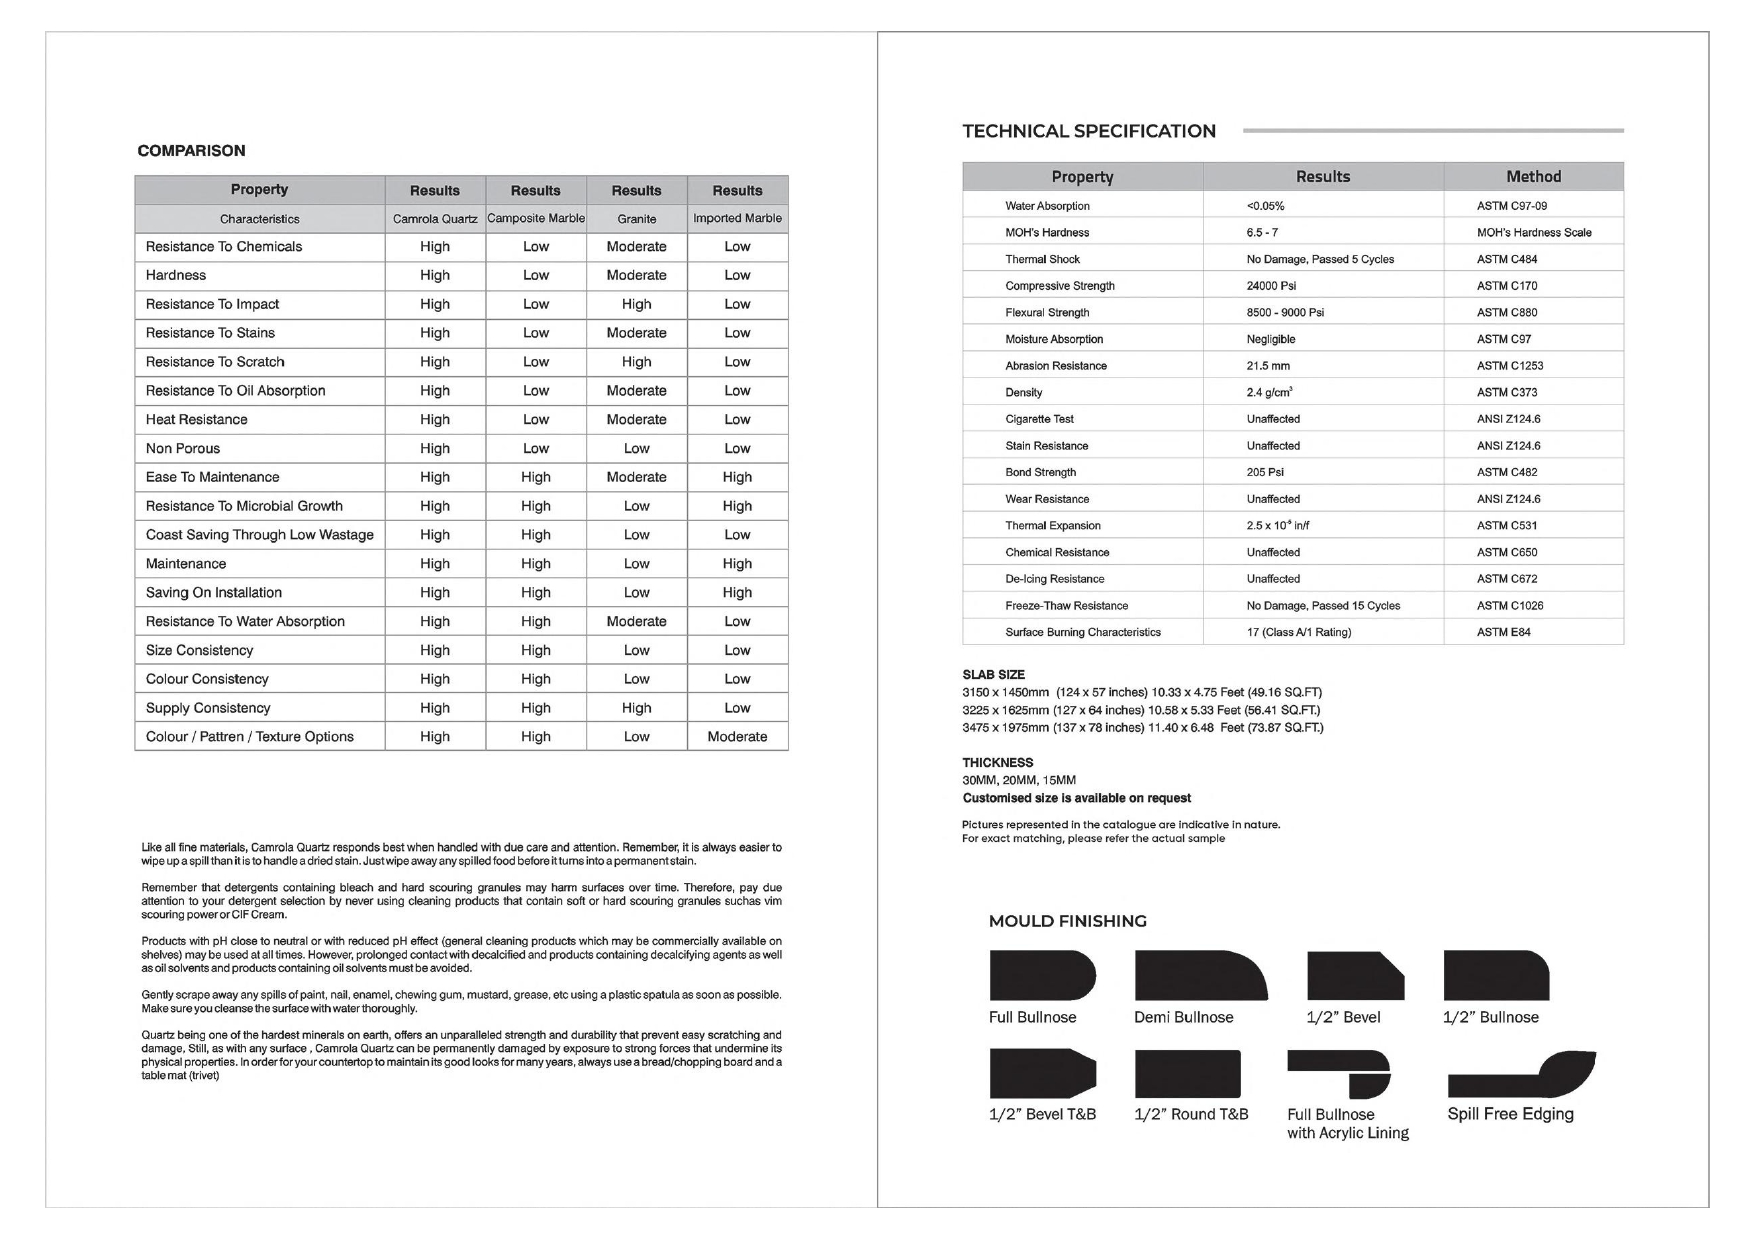 COMPARISON
Property Results Results Results Results
Characteristics Camrola Quartz Camposite Marble Granite Imported Marble
Resistance To Chemicals High Low Moderate Low
Hardness High Low Moderate Low
Resistance To Impact High Low High Low
Resistance To Stains High Low Moderate Low
Resistance To Scratch High Low High Low
Resistance To Oil Absorption High Low Moderate Low
Heat Resistance High Low Moderate Low
Non Porous High Low Low Low
Ease To Maintenance High High Moderate High
Resistance To Microbial Growth High High Low High
Coast Saving Through Low Wastage High High Low Low
Maintenance High High Low High
Saving On Installation High High Low High
Resistance To Water Absorption High High Moderate Low
Size Consistency High High Low Low
Colour Consistency High High Low Low
Supply Consistency High High High Low
Colour / Pattren / Texture Options High High Low Moderate
Like all fine materials, Camrola Quartz responds best when handled with due care and attention. Remember, it is always easier to
wipe up a spill than it is to handle a dried stain. Just wipe away any spilled food before it turns into a permanent stain.
Remember that detergents containing bleach and hard scouring granules may harm surfaces over time. Therefore, pay due
attention to your detergent selection by never using cleaning products that contain soft or hard scouring granules suchas vim
scouring power or CIF Cream.
Products with pH close to neutral or with reduced pH effect (general cleaning products which may be commercially available on
shelves) may be used at all times. However, prolonged contact with decalcified and products containing decalcifying agents as well
as oil solvents and products containing oil solvents must be avoided.
Gently scrape away any spills of paint, nail, enamel, chewing gum, mustard, grease, etc using a plastic spatula as soon as possible.
Make sure you cleanse the surface with water thoroughly.
Quartz being one of the hardest minerals on earth, offers an unparalleled strength and durability that prevent easy scratching and
damage, Still, as with any surface , Camrola Quartz can be permanently damaged by exposure to strong forces that undermine its
physical properties. In order for your countertop to maintain its good looks for many years, always use a bread/chopping board and a
table mat (trivet)
TECHNICAL SPECIFICATION
Property Results Method
Water Absorption <0.05% ASTM C97-09
MOH's Hardness 6.5 - 7 MOH's Hardness Scale
Thermal Shock No Damage, Passed 5 Cycles ASTM C484
Compressive Strength 24000 Psi ASTM C170
Flexural Strength 8500 - 9000 Psi ASTM C880
Moisture Absorption Negligible ASTM C97
Abrasion Resistance 21.5 mm ASTM C1253
Density 2.4 g/cm³ ASTM C373
Cigarette Test Unaffected ANSI Z124.6
Stain Resistance Unaffected ANSI Z124.6
Bond Strength 205 Psi ASTM C482
Wear Resistance Unaffected ANSI Z124.6
Thermal Expansion 2.5 x 10 in/f ASTM C531
Chemical Resistance Unaffected ASTM C650
De-Icing Resistance Unaffected ASTM C672
Freeze-Thaw Resistance No Damage, Passed 15 Cycles ASTM C1026
Surface Burning Characteristics 17 (Class A/1 Rating) ASTM E84
SLAB SIZE
3150 x 1450mm (124 x 57 inches) 10.33 x 4.75 Feet (49.16 SQ.FT)
3225 x 1625mm (127 x 64 inches) 10.58 x 5.33 Feet (56.41 SQ.FT.)
3475 x 1975mm (137 x 78 inches) 11.40 x 6.48 Feet (73.87 SQ.FT.)
THICKNESS
30MM, 20MM, 15MM
Customised size is available on request
Pictures represented in the catalogue are indicative in nature.
For exact matching, please refer the actual sample
MOULD FINISHING
Full Bullnose Demi Bullnose 1/2” Bevel 1/2” Bullnose
1/2” Bevel T&B 1/2” Round T&B Full Bullnose Spill Free Edging
with Acrylic Lining